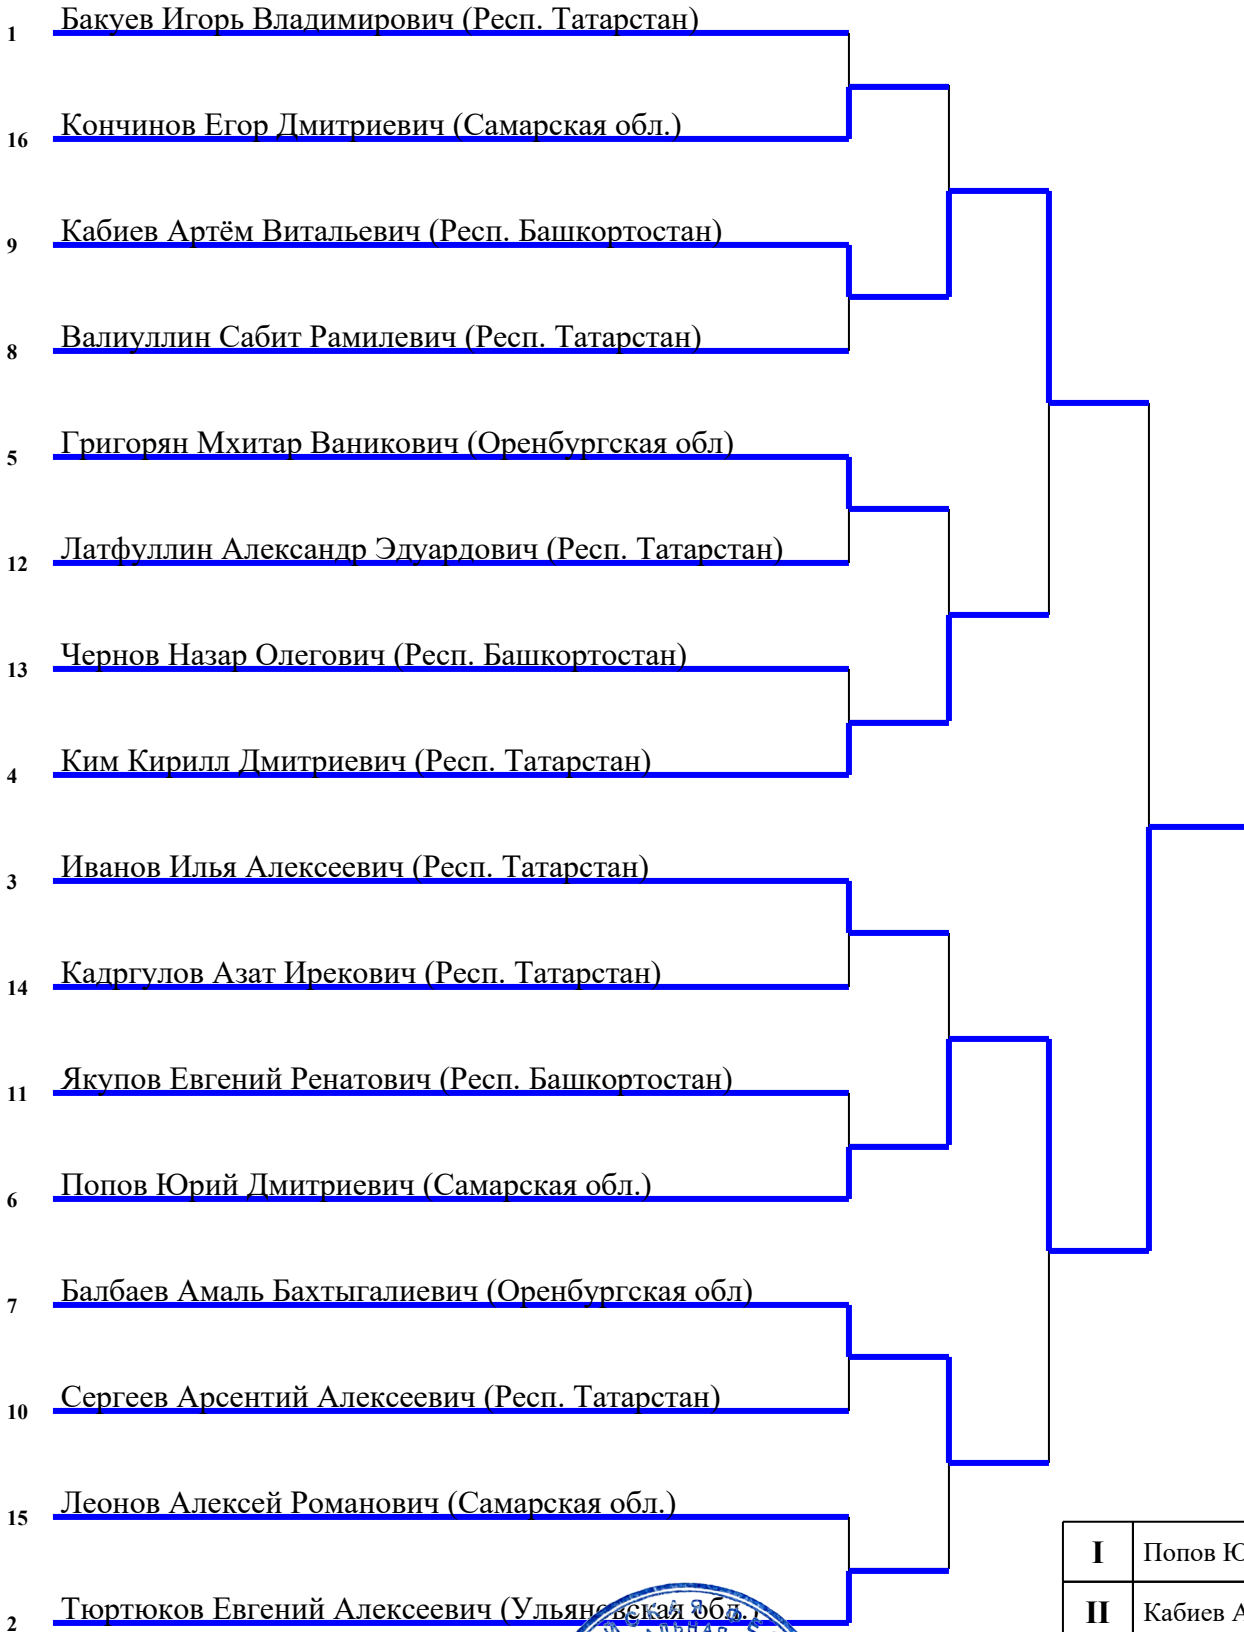 1 Бакуев Игорь Владимирович (Респ. Татарстан)
16 Кончинов Егор Дмитриевич (Самарская обл.)
9 Кабиев Артём Витальевич (Респ. Башкортостан)
8 Валиуллин Сабит Рамилевич (Респ. Татарстан)
5 Григорян Мхитар Ваникович (Оренбургская обл)
12 Латфуллин Александр Эдуардович (Респ. Татарстан)
13 Чернов Назар Олегович (Респ. Башкортостан)
4 Ким Кирилл Дмитриевич (Респ. Татарстан)
3 Иванов Илья Алексеевич (Респ. Татарстан)
14 Кадргулов Азат Ирекович (Респ. Татарстан)
11 Якупов Евгений Ренатович (Респ. Башкортостан)
6 Попов Юрий Дмитриевич (Самарская обл.)
7 Балбаев Амаль Бахтыгалиевич (Оренбургская обл)
10 Сергеев Арсентий Алексеевич (Респ. Татарстан)
15 Леонов Алексей Романович (Самарская обл.)
I Попов Ю
2 Тюртюков Евгений Алексеевич (Ульяновская обл.)
II Кабиев А